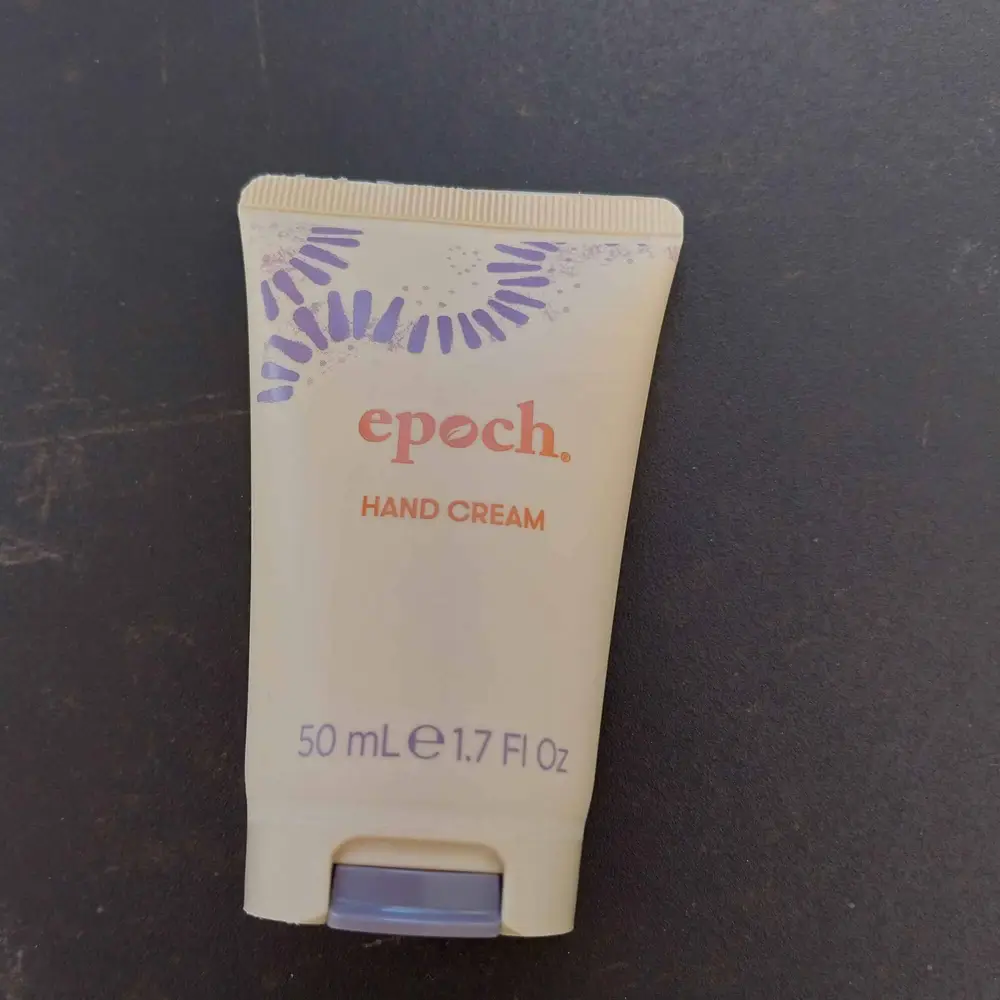 epoch®
HAND CREAM
50 mL ℮ 1.7 Fl Oz